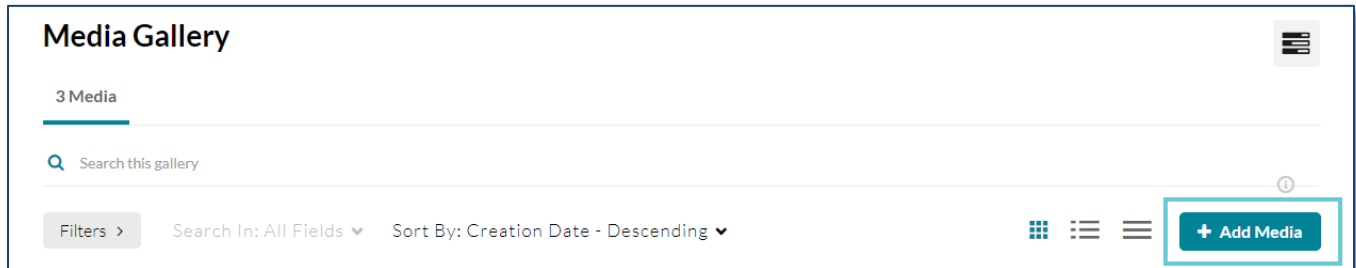 Media Gallery
3 Media
Search this gallery
Filters > Search In: All Fields Sort By: Creation Date - Descending + Add Media